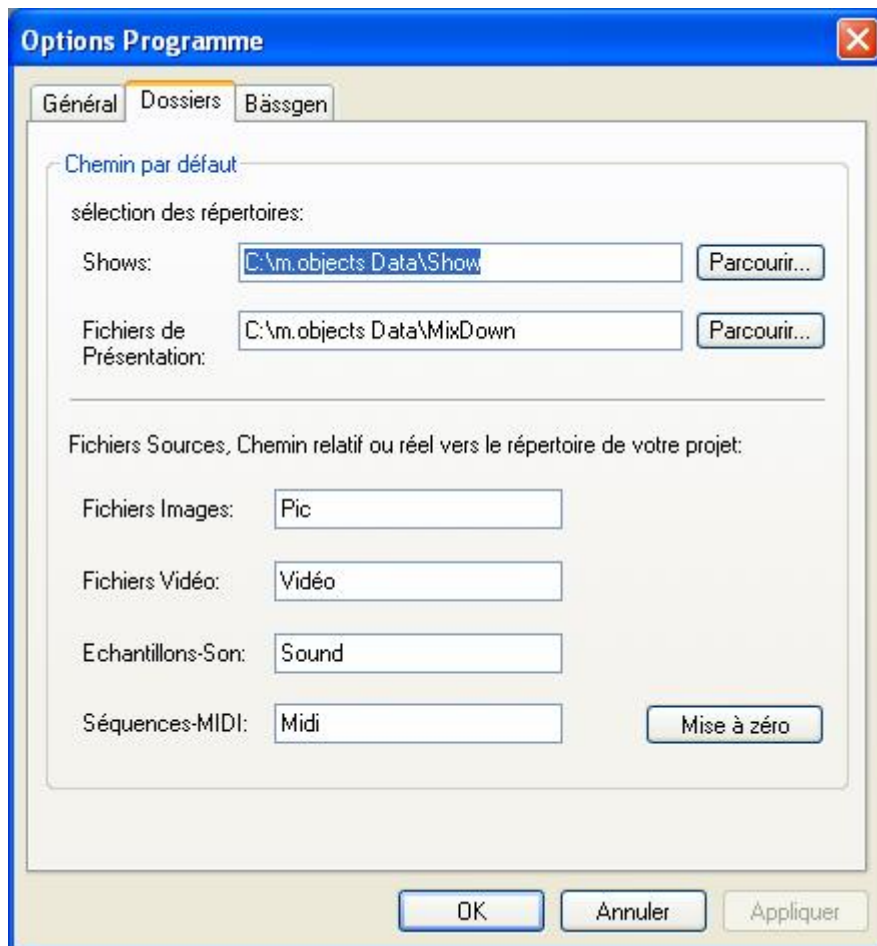 Options Programme
Général Dossiers Bässgen
Chemin par défaut
sélection des répertoires:
Shows: C:\m.objects Data\Show Parcourir...
Fichiers de
Présentation: C:\m.objects Data\MixDown Parcourir...
Fichiers Sources, Chemin relatif ou réel vers le répertoire de votre projet:
Fichiers Images: Pic
Fichiers Vidéo: Vidéo
Echantillons-Son: Sound
Séquences-MIDI: Midi Mise à zéro
OK Annuler Appliquer